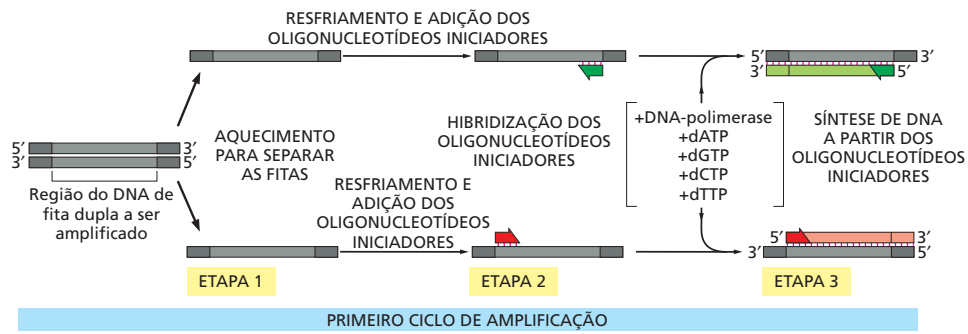 RESFRIAMENTO E ADIÇÃO DOS
OLIGONUCLEOTÍDEOS INICIADORES
5′
3′
3′
5′
Região do DNA de
fita dupla a ser
amplificado
AQUECIMENTO
PARA SEPARAR
AS FITAS
RESFRIAMENTO E
ADIÇÃO DOS
OLIGONUCLEOTÍDEOS
INICIADORES
HIBRIDIZAÇÃO DOS
OLIGONUCLEOTÍDEOS
INICIADORES
+DNA-polimerase
+dATP
+dGTP
+dCTP
+dTTP
5′
3′
3′
5′
SÍNTESE DE DNA
A PARTIR DOS
OLIGONUCLEOTÍDEOS
INICIADORES
5′
3′
3′
5′
ETAPA 1
ETAPA 2
ETAPA 3
PRIMEIRO CICLO DE AMPLIFICAÇÃO